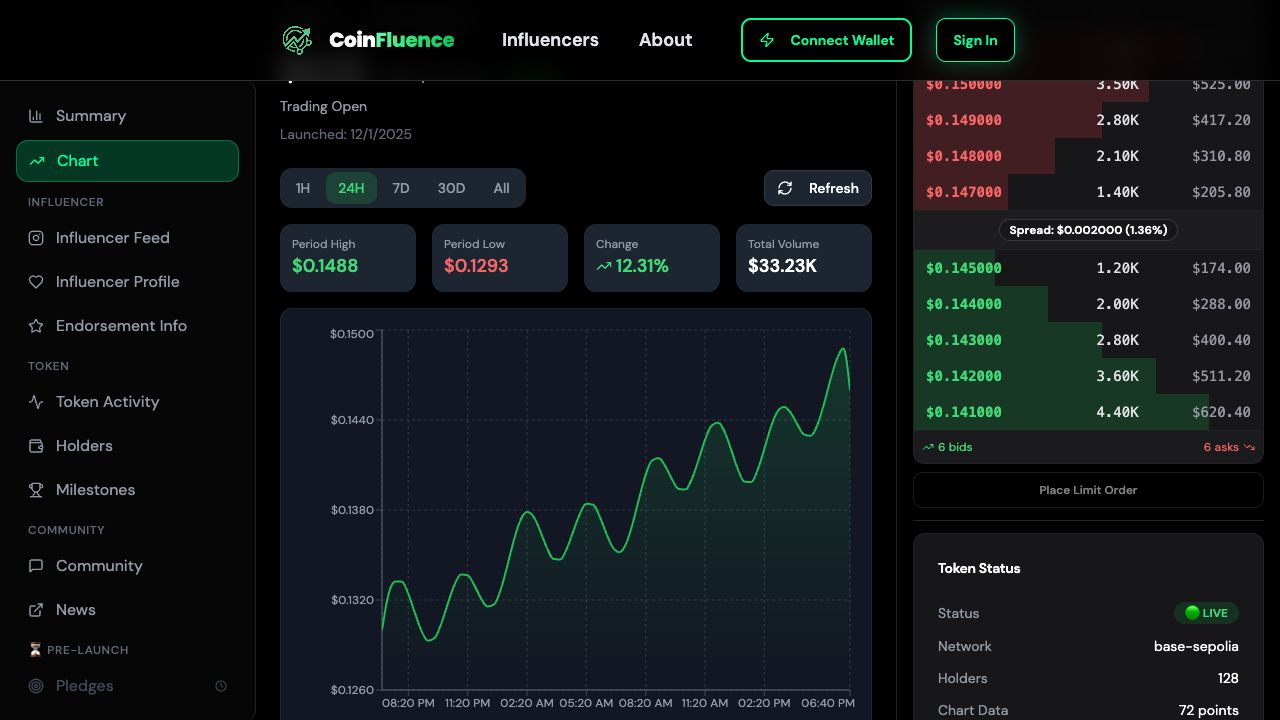 CoinFluence
Influencers
About
Connect Wallet
Sign In
Summary
Chart
INFLUENCER
Influencer Feed
Influencer Profile
Endorsement Info
TOKEN
Token Activity
Holders
Milestones
COMMUNITY
Community
News
⏳ PRE-LAUNCH
Pledges
Trading Open
Launched: 12/1/2025
1H 24H 7D 30D All
Refresh
Period High
$0.1488
Period Low
$0.1293
Change
12.31%
Total Volume
$33.23K
$0.1500
$0.1440
$0.1380
$0.1320
$0.1260
08:20 PM 11:20 PM 02:20 AM 05:20 AM 08:20 AM 11:20 AM 02:20 PM 06:40 PM
$0.150000 3.50K $525.00
$0.149000 2.80K $417.20
$0.148000 2.10K $310.80
$0.147000 1.40K $205.80
Spread: $0.002000 (1.36%)
$0.145000 1.20K $174.00
$0.144000 2.00K $288.00
$0.143000 2.80K $400.40
$0.142000 3.60K $511.20
$0.141000 4.40K $620.40
6 bids 6 asks
Place Limit Order
Token Status
Status 🟢 LIVE
Network base-sepolia
Holders 128
Chart Data 72 points